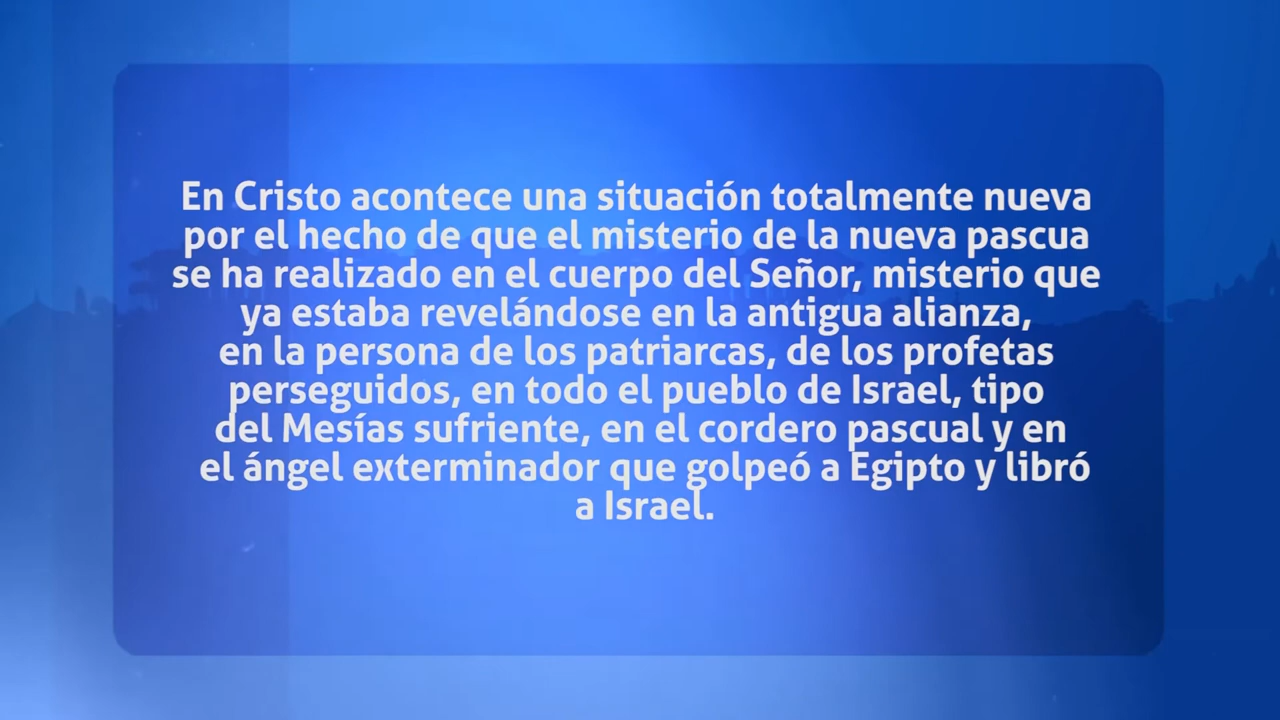 En Cristo acontece una situación totalmente nueva
por el hecho de que el misterio de la nueva pascua
se ha realizado en el cuerpo del Señor, misterio que
ya estaba revelándose en la antigua alianza,
en la persona de los patriarcas, de los profetas
perseguidos, en todo el pueblo de Israel, tipo
del Mesías sufriente, en el cordero pascual y en
el ángel exterminador que golpeó a Egipto y libró
a Israel.